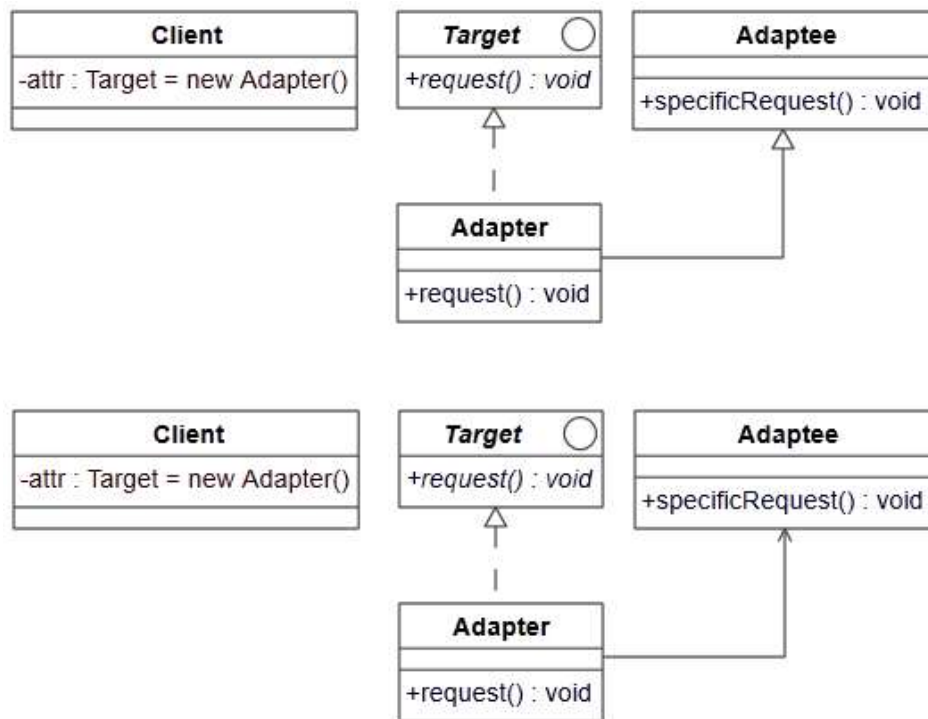 Client
-attr : Target = new Adapter()
Target
+request() : void
Adaptee
+specificRequest() : void
Adapter
+request() : void
Client
-attr : Target = new Adapter()
Target
+request() : void
Adaptee
+specificRequest() : void
Adapter
+request() : void